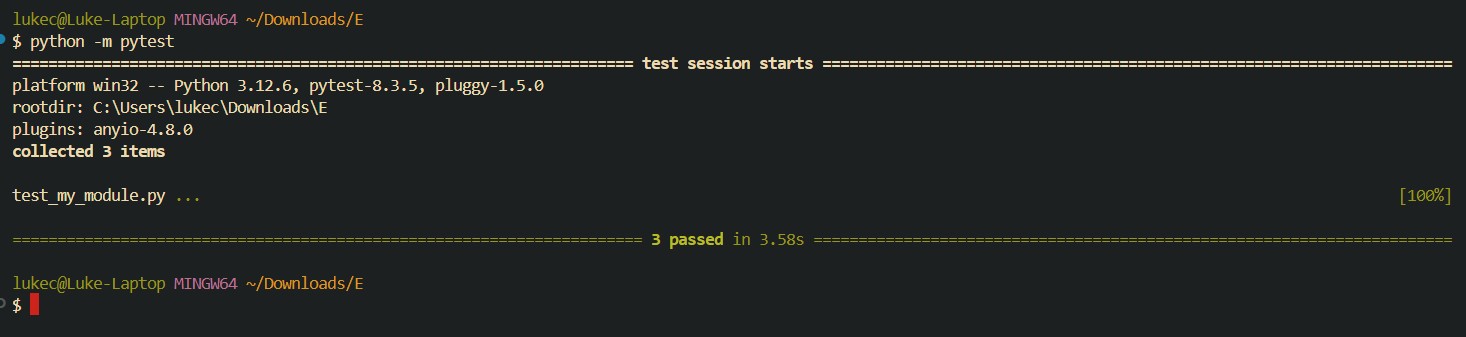 lukec@Luke-Laptop MINGW64 ~/Downloads/E
$ python -m pytest
===================================================================== test session starts ======================================================================
platform win32 -- Python 3.12.6, pytest-8.3.5, pluggy-1.5.0
rootdir: C:\Users\lukec\Downloads\E
plugins: anyio-4.8.0
collected 3 items
test_my_module.py ... [100%]
====================================================================== 3 passed in 3.58s =======================================================================
lukec@Luke-Laptop MINGW64 ~/Downloads/E
$